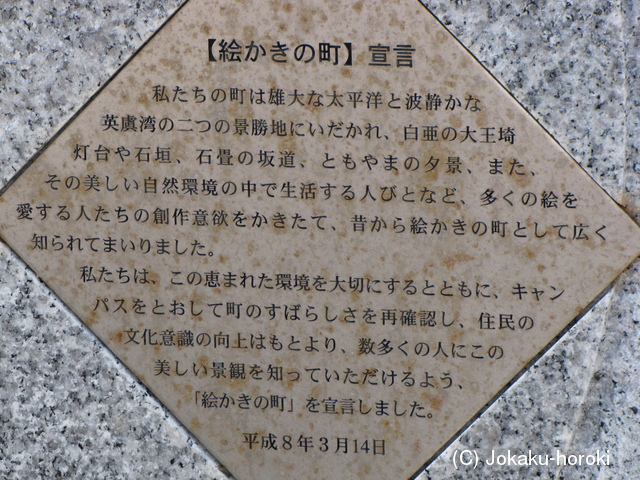 【絵かきの町】宣言
私たちの町は雄大な太平洋と波静かな
英虞湾の二つの景勝地にいだかれ、白亜の大王埼
灯台や石垣、石畳の坂道、ともやまの夕景、また、
その美しい自然環境の中で生活する人びとなど、多くの絵を
愛する人たちの創作意欲をかきたて、昔から絵かきの町として広く
知られてまいりました。
私たちは、この恵まれた環境を大切にするとともに、キャン
パスをとおして町のすばらしさを再確認し、住民の
文化意識の向上はもとより、数多くの人にこの
美しい景観を知っていただけるよう、
「絵かきの町」を宣言しました。
平成8年3月14日
(C) Jokaku-horoki